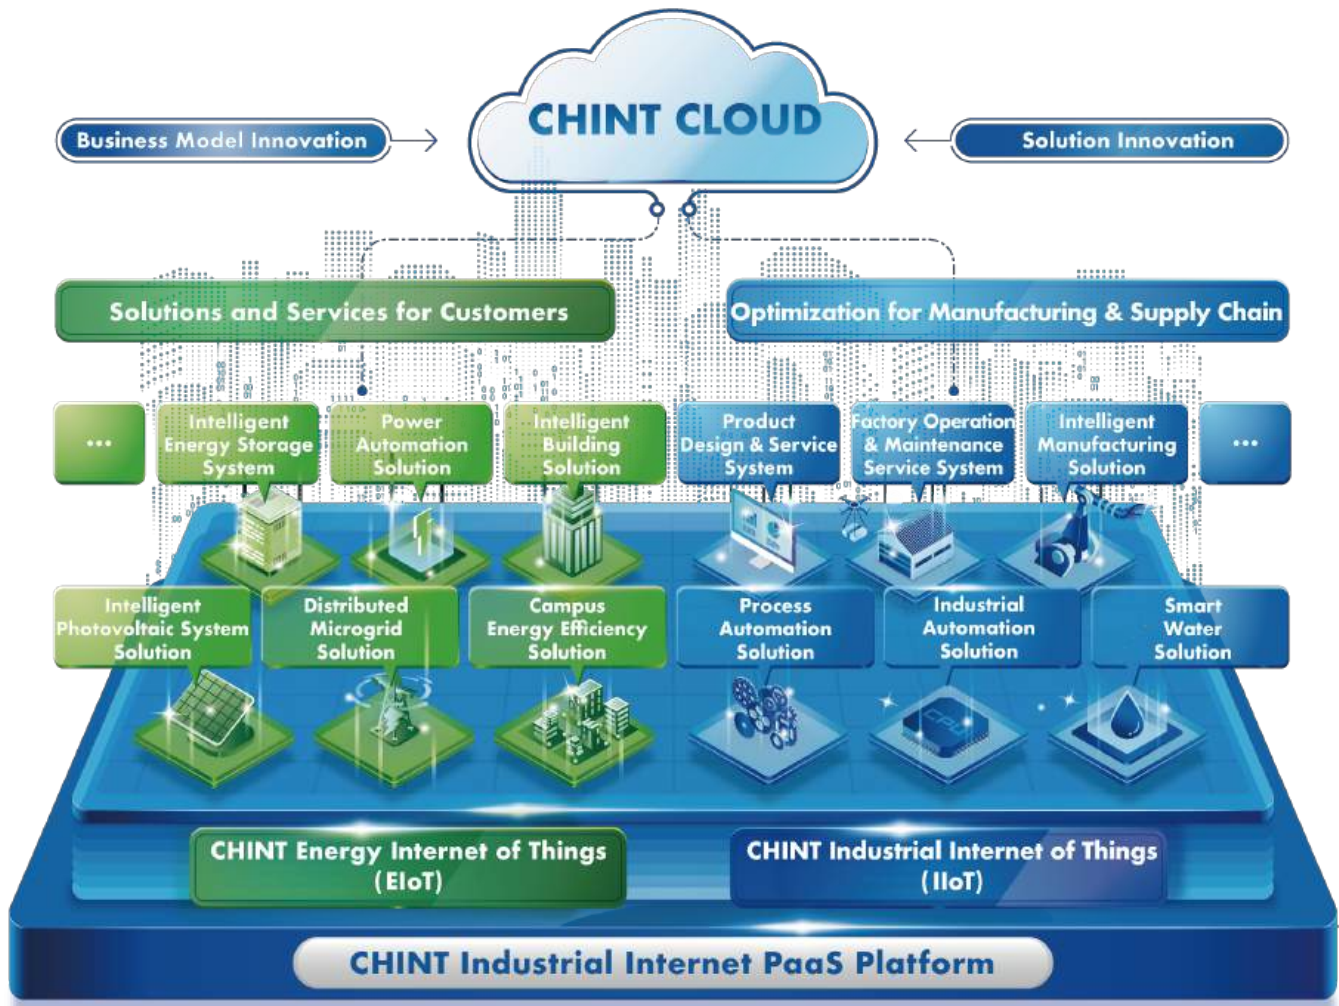 CHINT CLOUD
Business Model Innovation
Solution Innovation
Solutions and Services for Customers
Optimization for Manufacturing & Supply Chain
...
Intelligent
Energy Storage
System
Power
Automation
Solution
Intelligent
Building
Solution
Product
Design & Service
System
Factory Operation
& Maintenance
Service System
Intelligent
Manufacturing
Solution
...
Intelligent
Photovoltaic System
Solution
Distributed
Microgrid
Solution
Campus
Energy Efficiency
Solution
Process
Automation
Solution
Industrial
Automation
Solution
Smart
Water
Solution
CPU
CHINT Energy Internet of Things
(EIoT)
CHINT Industrial Internet of Things
(IIoT)
CHINT Industrial Internet PaaS Platform